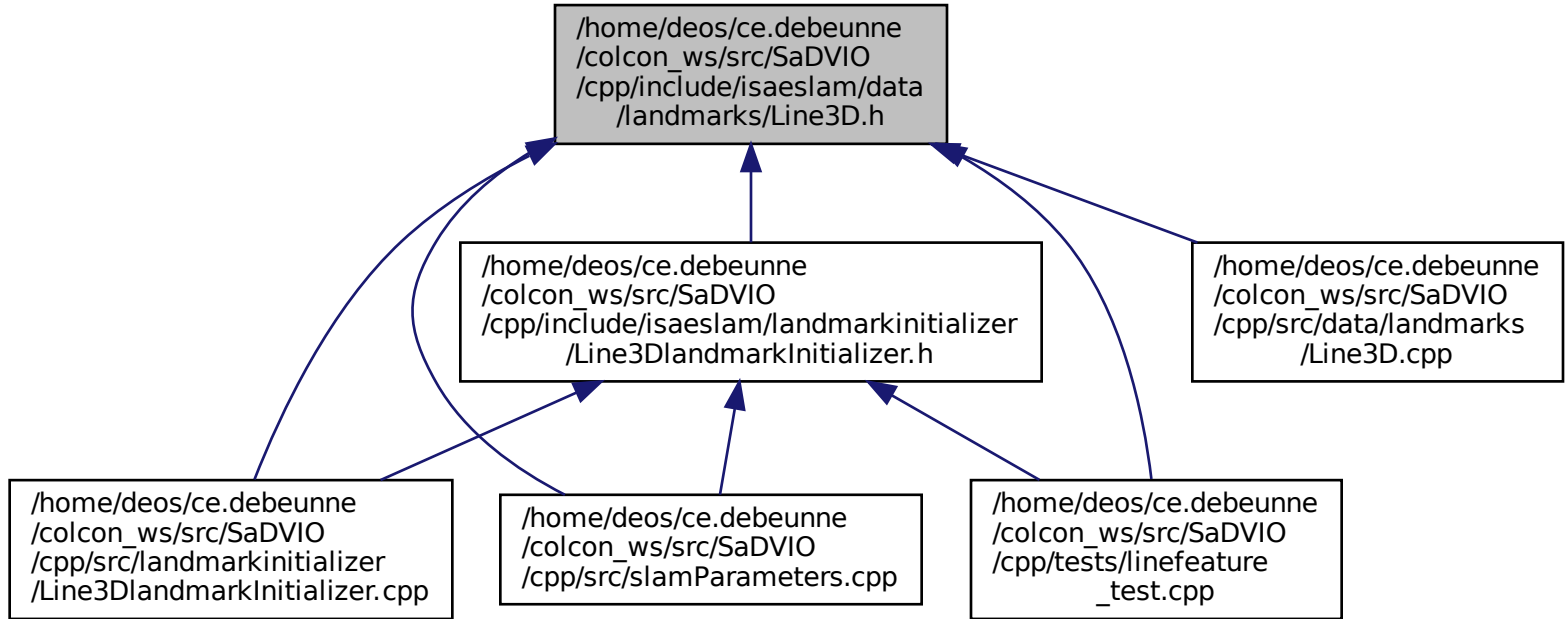 /home/deos/ce.debeunne
/colcon_ws/src/SaDVIO
/cpp/include/isaeslam/data
/landmarks/Line3D.h
/home/deos/ce.debeunne
/colcon_ws/src/SaDVIO
/cpp/include/isaeslam/landmarkinitializer
/Line3DlandmarkInitializer.h
/home/deos/ce.debeunne
/colcon_ws/src/SaDVIO
/cpp/src/data/landmarks
/Line3D.cpp
/home/deos/ce.debeunne
/colcon_ws/src/SaDVIO
/cpp/src/landmarkinitializer
/Line3DlandmarkInitializer.cpp
/home/deos/ce.debeunne
/colcon_ws/src/SaDVIO
/cpp/src/slamParameters.cpp
/home/deos/ce.debeunne
/colcon_ws/src/SaDVIO
/cpp/tests/linefeature
_test.cpp